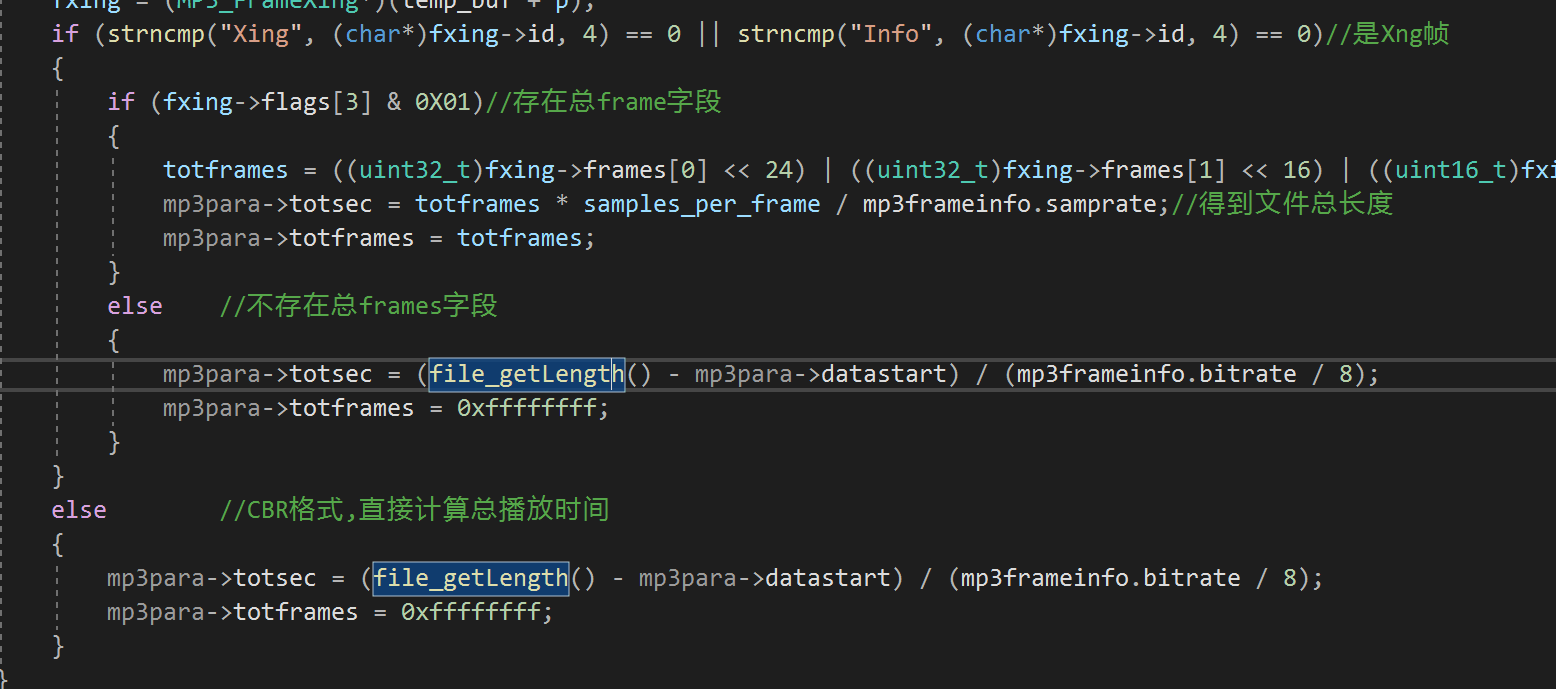 fxing = (MP3_FrameXing*)(temp_buf + p);
if (strncmp("Xing", (char*)fxing->id, 4) == 0 || strncmp("Info", (char*)fxing->id, 4) == 0)//是Xng帧
{
if (fxing->flags[3] & 0X01)//存在总frame字段
{
totframes = ((uint32_t)fxing->frames[0] << 24) | ((uint32_t)fxing->frames[1] << 16) | ((uint16_t)fxi
mp3para->totsec = totframes * samples_per_frame / mp3frameinfo.samprate;//得到文件总长度
mp3para->totframes = totframes;
}
else //不存在总frames字段
{
mp3para->totsec = (file_getLength() - mp3para->datastart) / (mp3frameinfo.bitrate / 8);
mp3para->totframes = 0xffffffff;
}
}
else //CBR格式,直接计算总播放时间
{
mp3para->totsec = (file_getLength() - mp3para->datastart) / (mp3frameinfo.bitrate / 8);
mp3para->totframes = 0xffffffff;
}
}